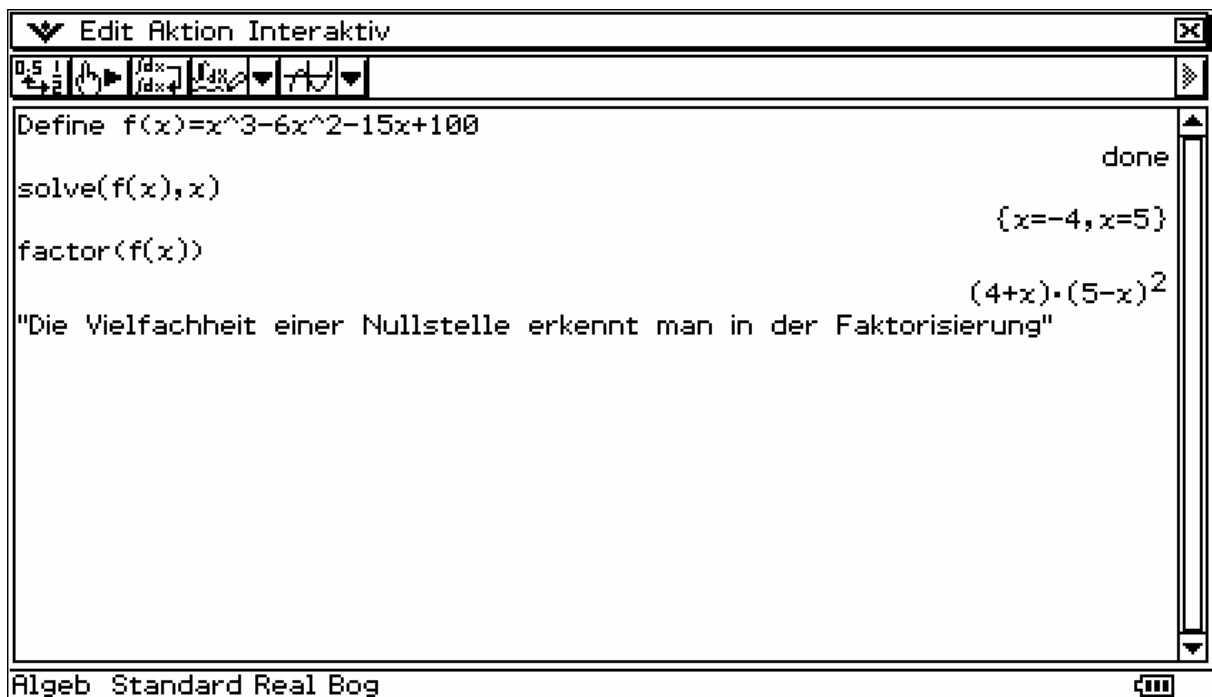 Edit Aktion Interaktiv
Define f(x)=x^3-6x^2-15x+100
done
solve(f(x),x)
{x=-4,x=5}
factor(f(x))
(4+x)·(5-x)²
"Die Vielfachheit einer Nullstelle erkennt man in der Faktorisierung"
Algeb Standard Real Bog